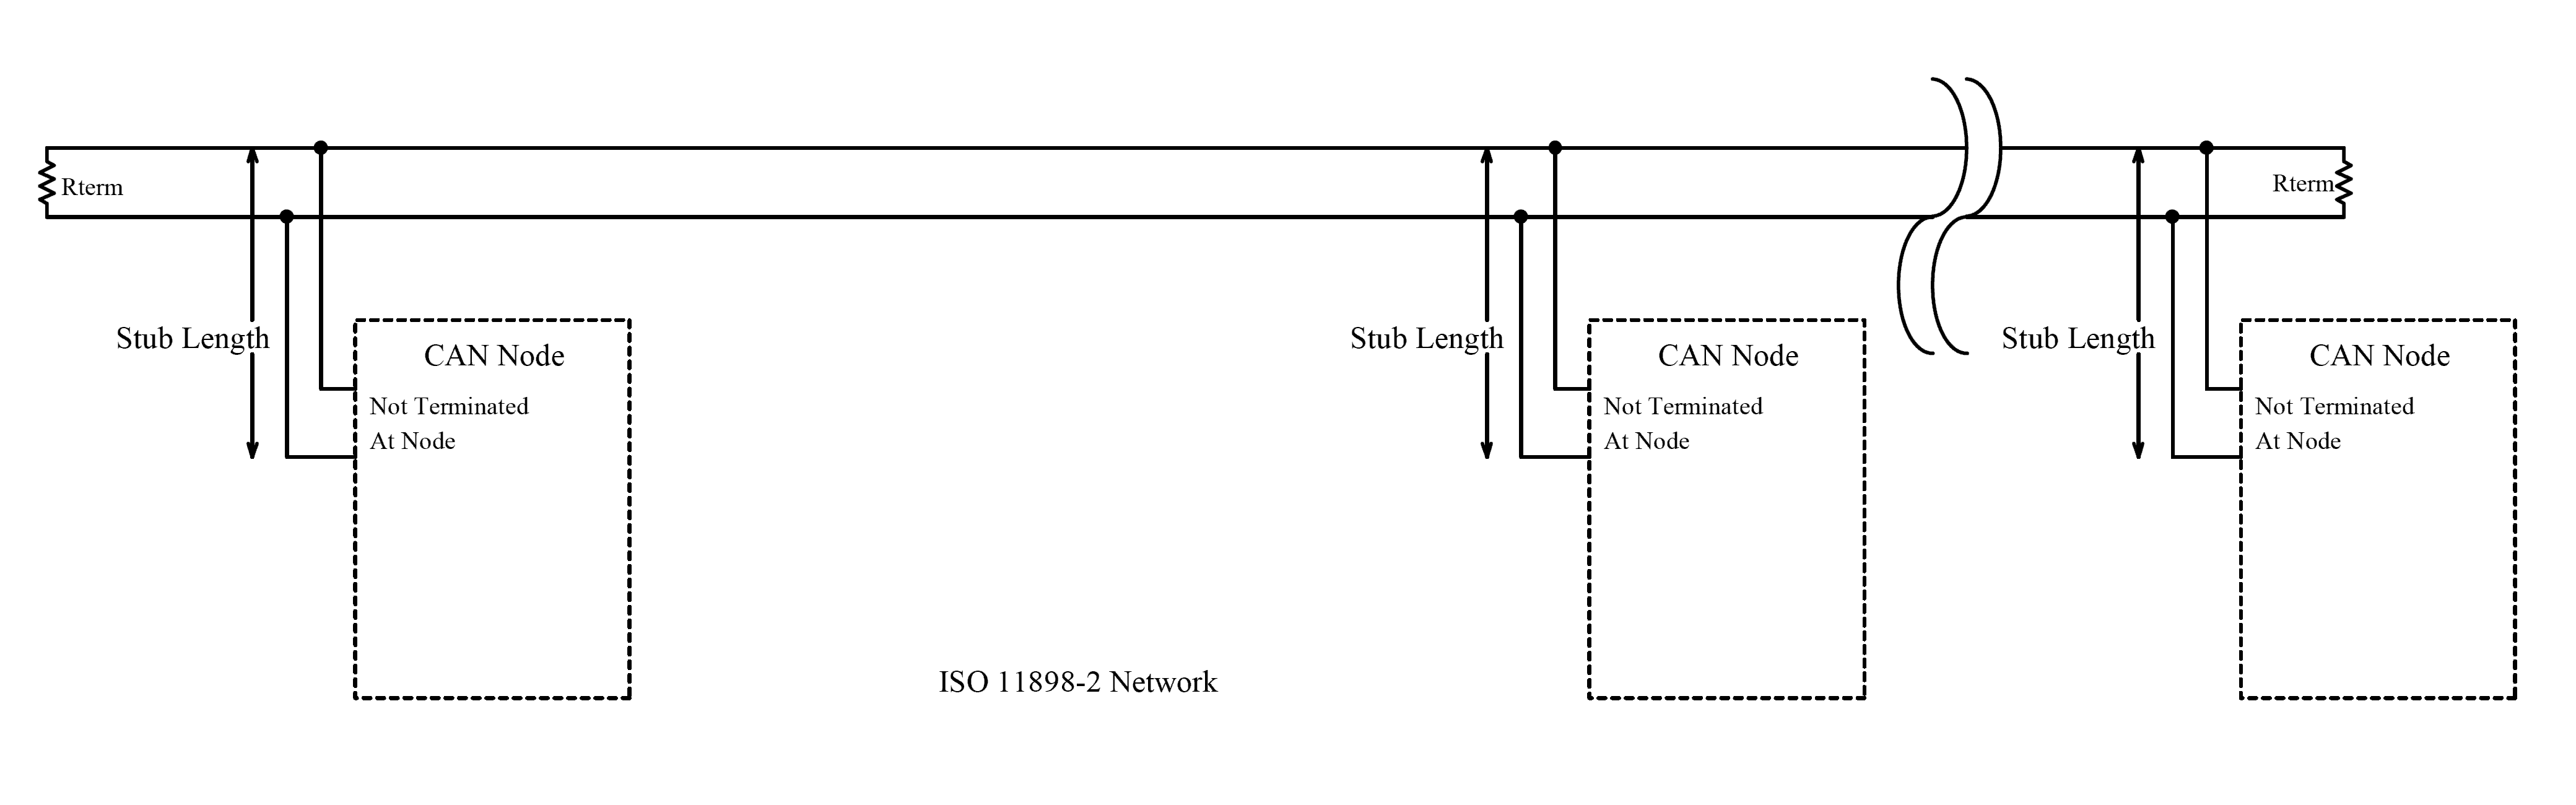 Rterm
Rterm
Stub Length
CAN Node
Not Terminated
At Node
Stub Length
CAN Node
Not Terminated
At Node
Stub Length
CAN Node
Not Terminated
At Node
ISO 11898-2 Network